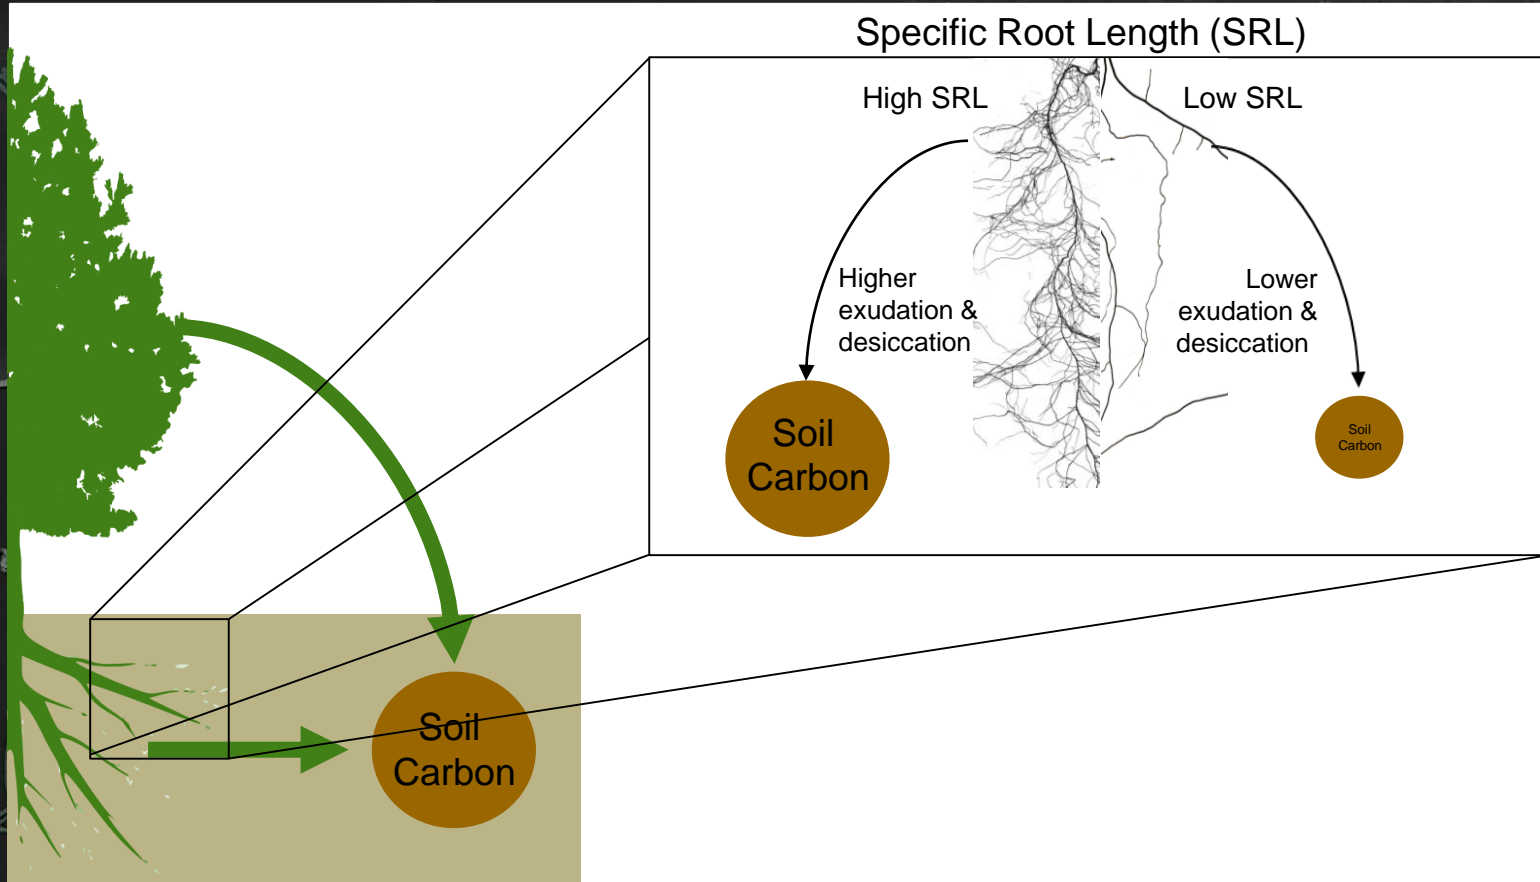 Specific Root Length (SRL)
High SRL
Low SRL
Higher
exudation &
desiccation
Lower
exudation &
desiccation
Soil
Carbon
Soil
Carbon
Soil
Carbon